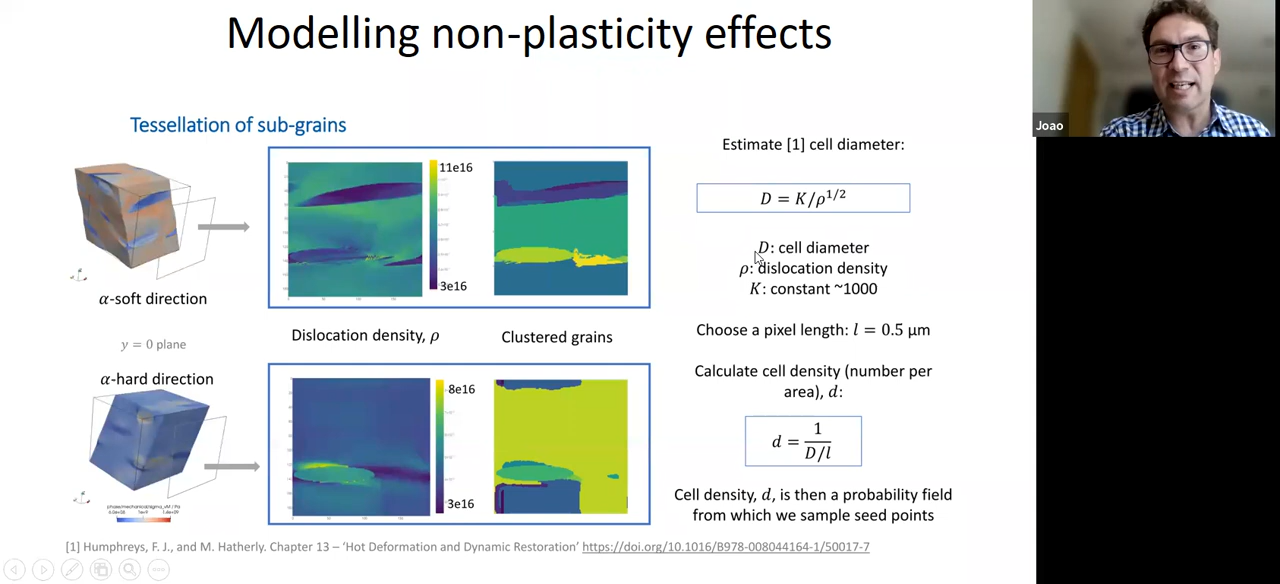 Modelling non-plasticity effects
Joao
Tessellation of sub-grains
11e16
3e16
α-soft direction
Dislocation density, ρ
Clustered grains
y = 0 plane
α-hard direction
8e16
3e16
Estimate [1] cell diameter:
D = K/ρ^{1/2}
D: cell diameter
ρ: dislocation density
K: constant ~1000
Choose a pixel length: l = 0.5 μm
Calculate cell density (number per
area), d:
d = 1/(D/l)
Cell density, d, is then a probability field
from which we sample seed points
[1] Humphreys, F. J., and M. Hatherly. Chapter 13 – ‘Hot Deformation and Dynamic Restoration’ https://doi.org/10.1016/B978-008044164-1/50017-7